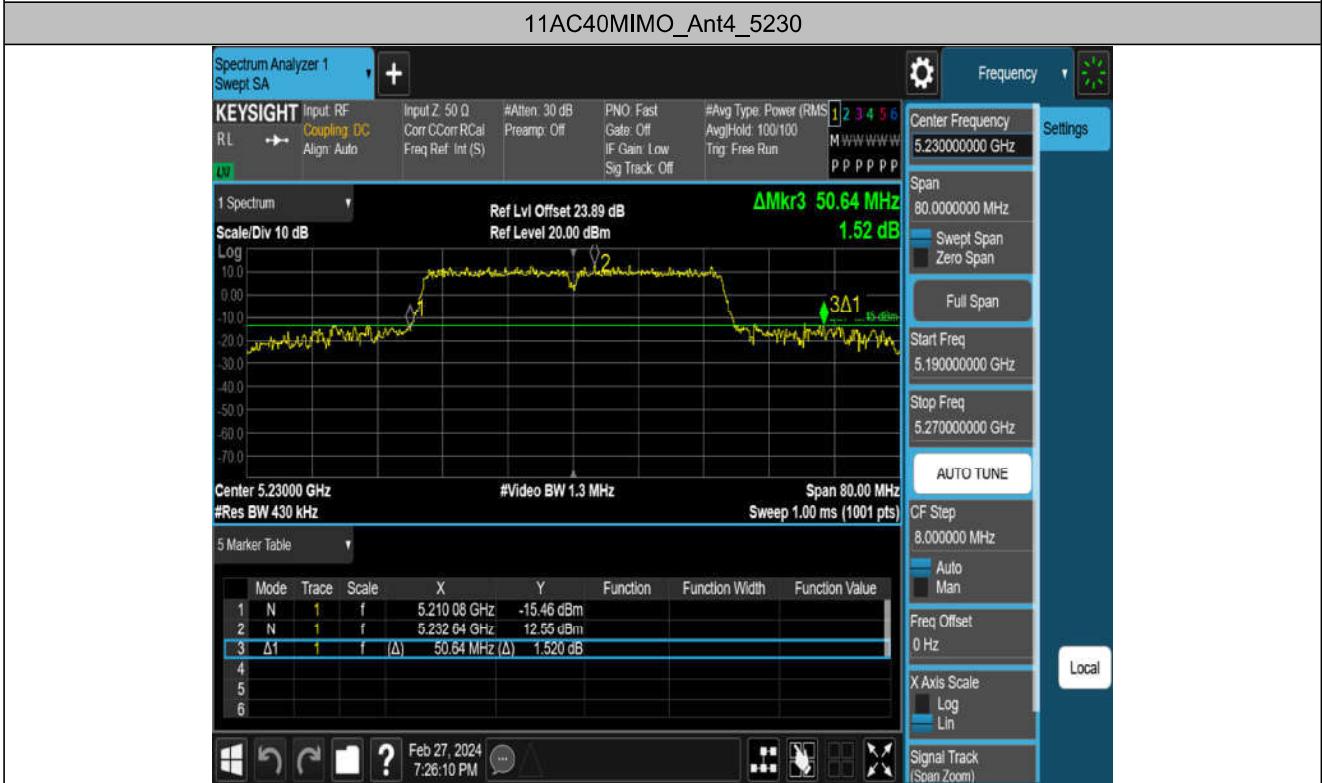 11AC40MIMO_Ant4_5230
Spectrum Analyzer 1
Swept SA
+
Frequency
KEYSIGHT
RL
LXI
Input: RF
Coupling: DC
Align: Auto
Input Z: 50 Ω
Corr CCorr RCal
Freq Ref: Int (S)
#Atten: 30 dB
Preamp: Off
PNO: Fast
Gate: Off
IF Gain: Low
Sig Track: Off
#Avg Type: Power (RMS
Avg|Hold: 100/100
Trig: Free Run
1 2 3 4 5 6
M W W W W W
P P P P P P
Center Frequency
5.230000000 GHz
Settings
1 Spectrum
Scale/Div 10 dB
Ref Lvl Offset 23.89 dB
Ref Level 20.00 dBm
ΔMkr3 50.64 MHz
1.52 dB
Log
10.0
0.00
-10.0
-20.0
-30.0
-40.0
-50.0
-60.0
-70.0
1
2
3Δ1
Center 5.23000 GHz
#Res BW 430 kHz
#Video BW 1.3 MHz
Span 80.00 MHz
Sweep 1.00 ms (1001 pts)
Span
80.0000000 MHz
Swept Span
Zero Span
Full Span
Start Freq
5.190000000 GHz
Stop Freq
5.270000000 GHz
AUTO TUNE
CF Step
8.000000 MHz
Auto
Man
Freq Offset
0 Hz
X Axis Scale
Log
Lin
Signal Track
(Span Zoom)
Local
5 Marker Table
Mode Trace Scale X Y Function Function Width Function Value
1 N 1 f 5.210 08 GHz -15.46 dBm
2 N 1 f 5.232 64 GHz 12.55 dBm
3 Δ1 1 f (Δ) 50.64 MHz (Δ) 1.520 dB
4
5
6
?
Feb 27, 2024
7:26:10 PM